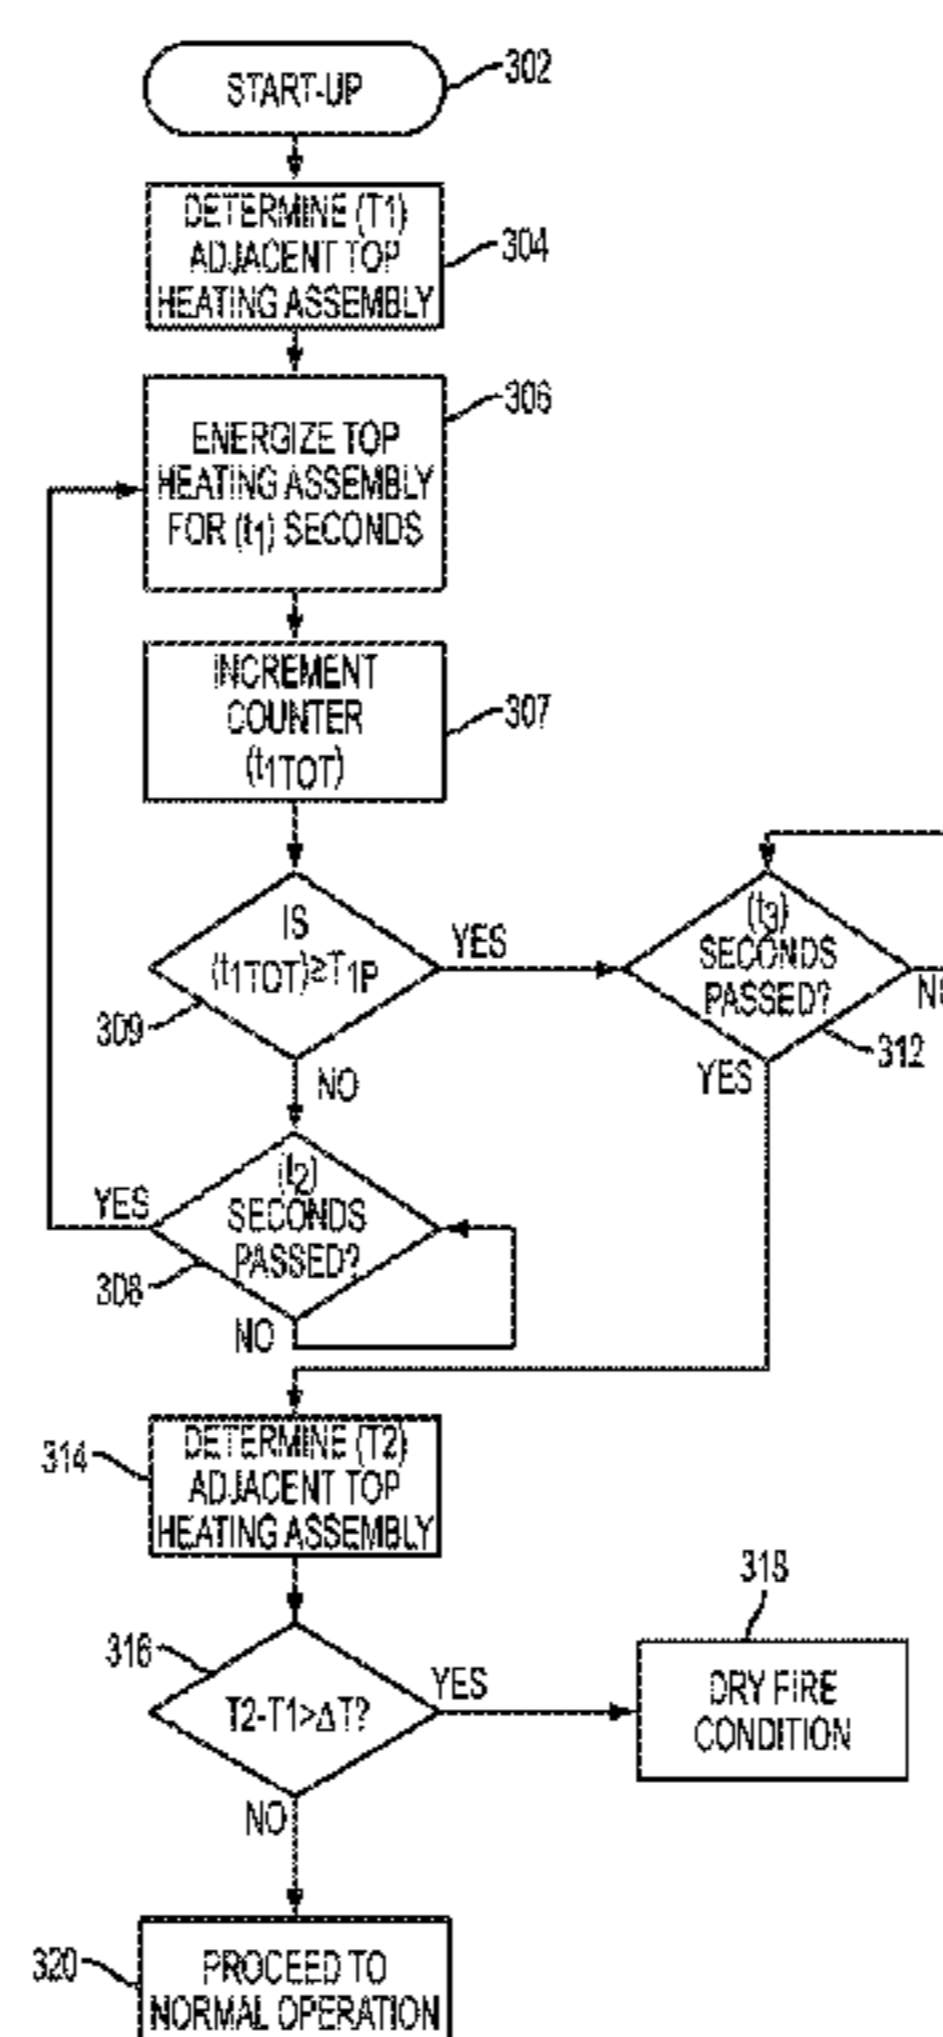 START-UP
302
DETERMINE (T1)
ADJACENT TOP
HEATING ASSEMBLY
304
ENERGIZE TOP
HEATING ASSEMBLY
FOR (t1) SECONDS
306
INCREMENT
COUNTER
(t1TOT)
307
IS
(t1TOT)≥T1P
309
YES
NO
(t3)
SECONDS
PASSED?
312
YES
(t2)
SECONDS
PASSED?
308
YES
NO
DETERMINE (T2)
ADJACENT TOP
HEATING ASSEMBLY
314
T2-T1>ΔT?
316
YES
NO
318
DRY FIRE
CONDITION
320
PROCEED TO
NORMAL OPERATION